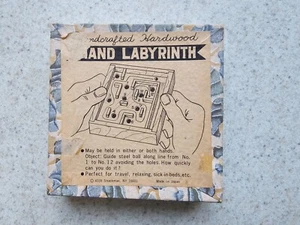 ndcrafted Hardwood
AND LABYRINTH
● May be held in either or both hands.
Object: Guide steel ball along line from No.
1 to No. 12 avoiding the holes. How quickly
can you do it?
● Perfect for travel, relaxing, sick-in-beds, etc.
Made in Japan